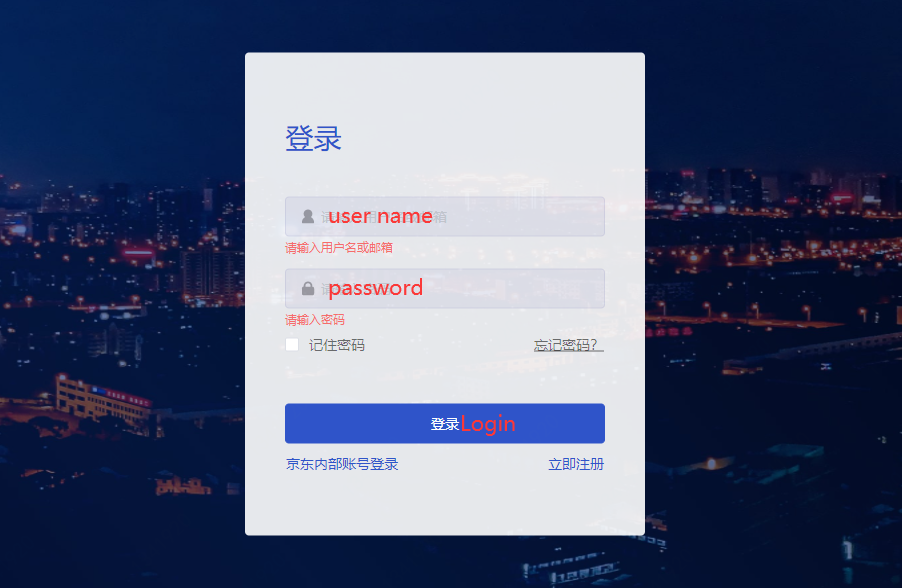 登录
user name
箱
请输入用户名或邮箱
password
请输入密码
记住密码
忘记密码?
登录Login
京东内部账号登录
立即注册